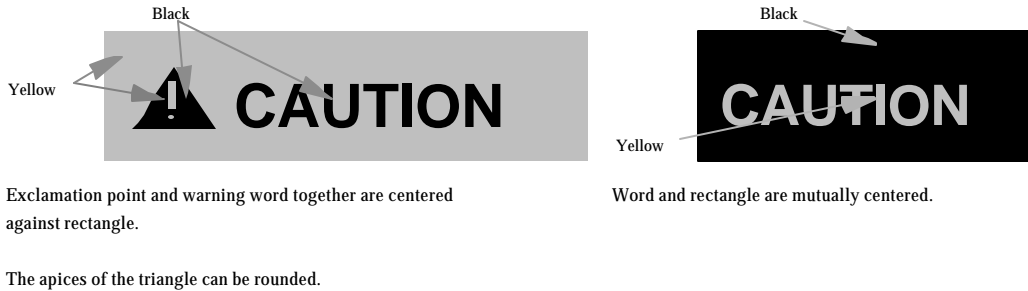 Black
Yellow
! CAUTION
Exclamation point and warning word together are centered
against rectangle.
The apices of the triangle can be rounded.
Black
CAUTION
Yellow
Word and rectangle are mutually centered.